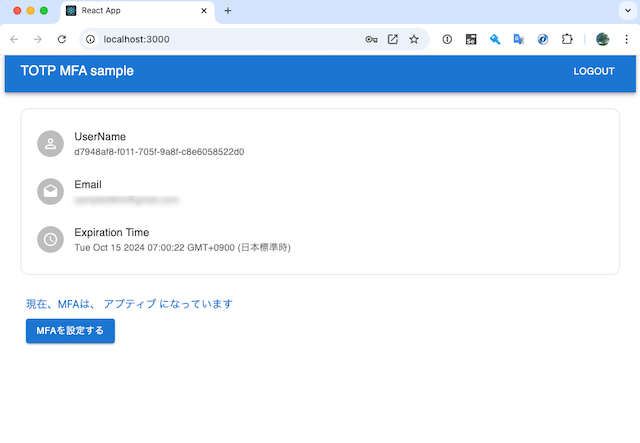 React App
localhost:3000
TOTP MFA sample
LOGOUT
UserName
d7948af8-f011-705f-9a8f-c8e6058522d0
Email
Expiration Time
Tue Oct 15 2024 07:00:22 GMT+0900 (日本標準時)
現在、MFAは、 アプティブ になっています
MFAを設定する